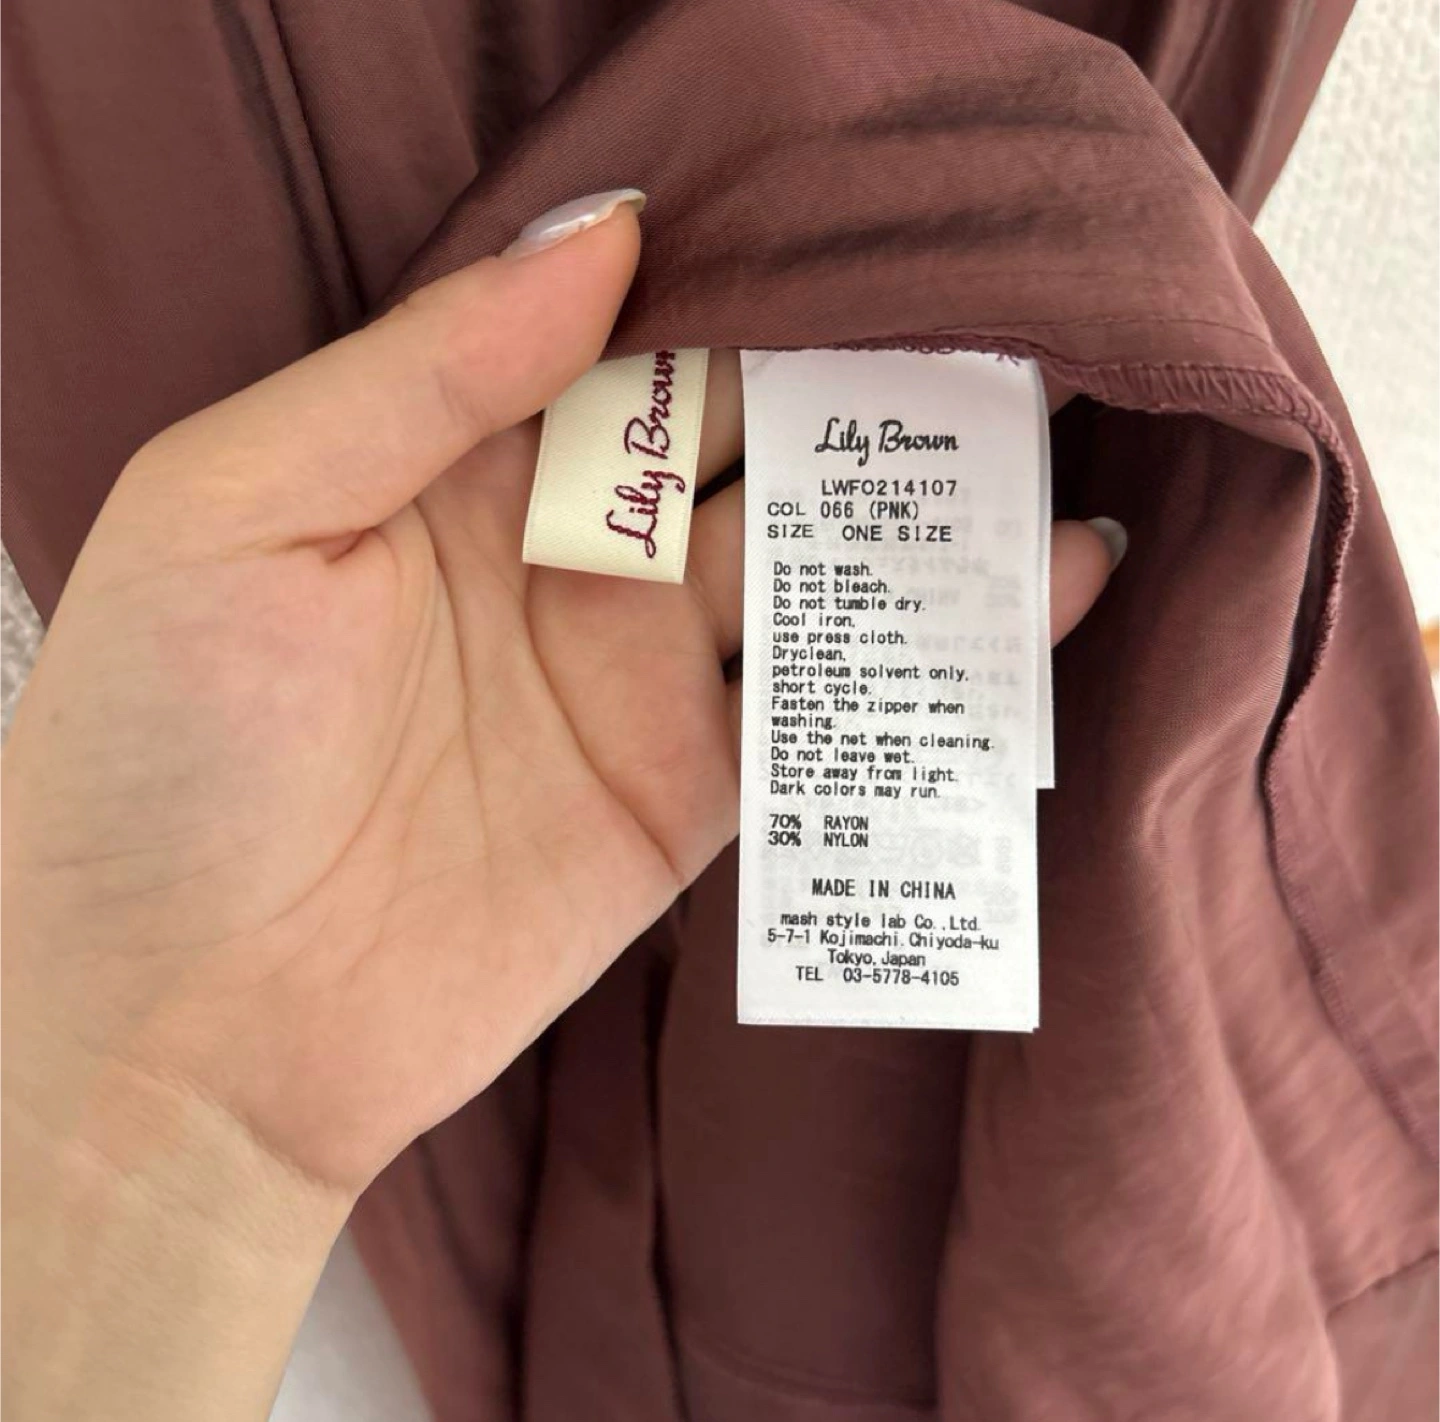 Lily Brown
Lily Brown
LWFO214107
COL 066 (PNK)
SIZE ONE SIZE
Do not wash.
Do not bleach.
Do not tumble dry.
Cool iron,
use press cloth.
Dryclean,
petroleum solvent only,
short cycle.
Fasten the zipper when
washing.
Use the net when cleaning.
Do not leave wet.
Store away from light.
Dark colors may run.
70% RAYON
30% NYLON
MADE IN CHINA
mash style lab Co.,Ltd.
5-7-1 Kojimachi. Chiyoda-ku
Tokyo, Japan
TEL 03-5778-4105